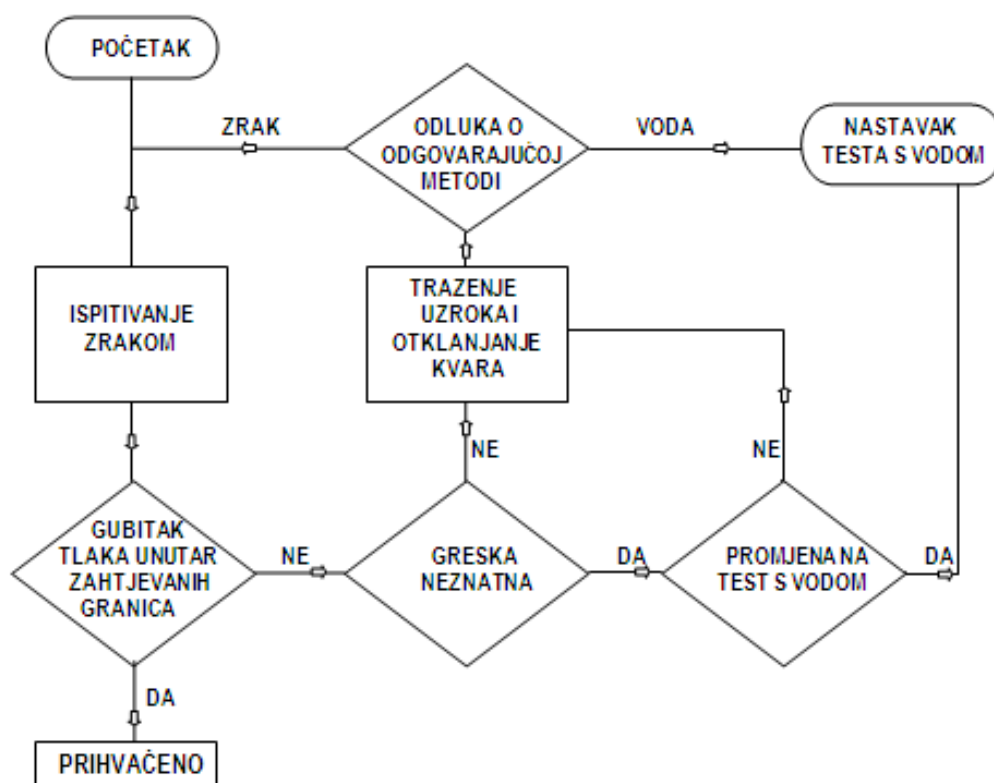 POČETAK
ZRAK
ODLUKA O
ODGOVARAJUĆOJ
METODI
VODA
NASTAVAK
TESTA S VODOM
ISPITIVANJE
ZRAKOM
TRAZENJE
UZROKA I
OTKLANJANJE
KVARA
NE
NE
GUBITAK
TLAKA UNUTAR
ZAHTJEVANIH
GRANICA
NE
GRESKA
NEZNATNA
DA
PROMJENA NA
TEST S VODOM
DA
DA
PRIHVAĆENO